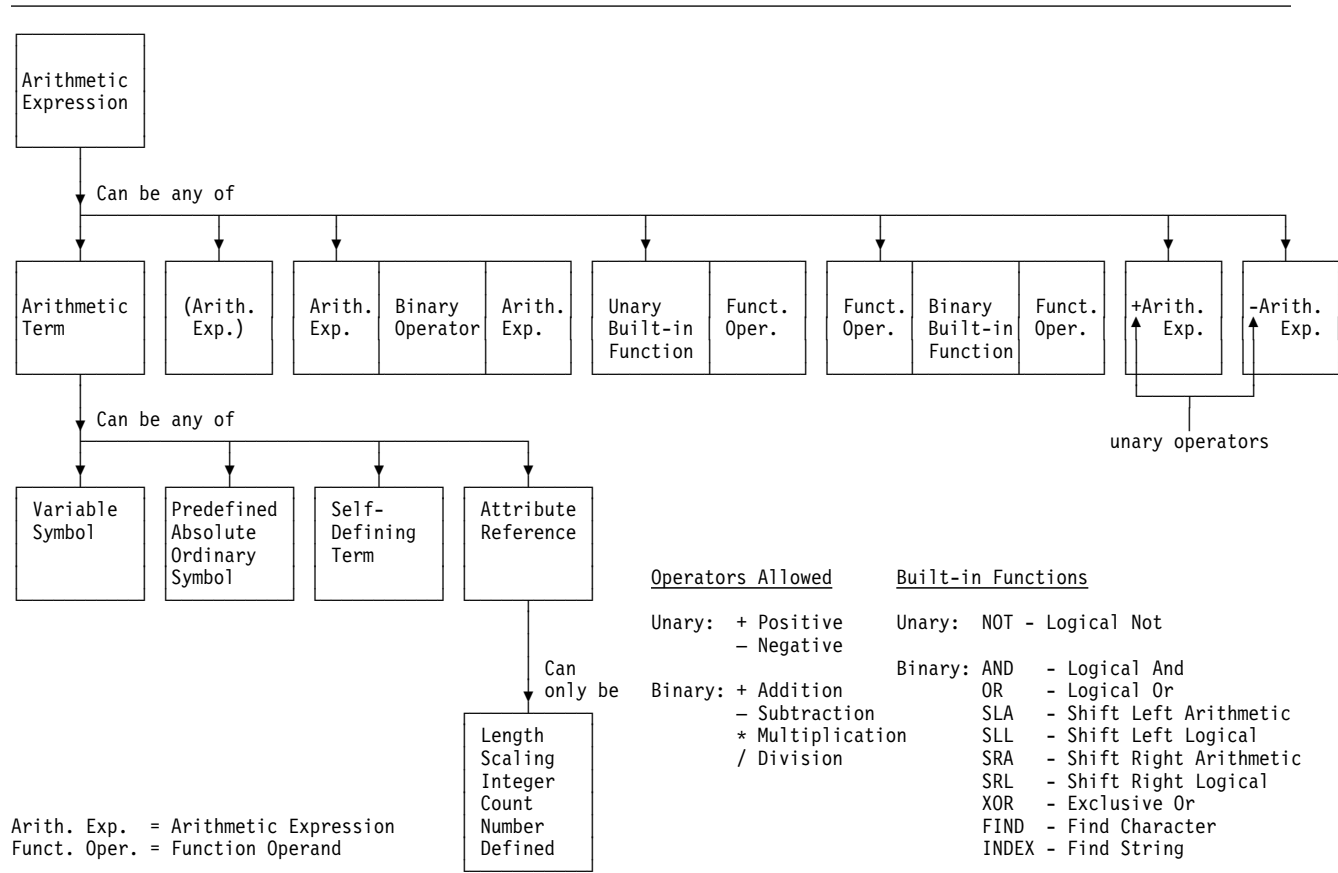 Arithmetic
Expression
Can be any of
Arithmetic
Term
(Arith.
Exp.)
Arith.
Exp.
Binary
Operator
Arith.
Exp.
Unary
Built-in
Function
Funct.
Oper.
Funct.
Oper.
Binary
Built-in
Function
Funct.
Oper.
+Arith.
Exp.
-Arith.
Exp.
unary operators
Can be any of
Variable
Symbol
Predefined
Absolute
Ordinary
Symbol
Self-
Defining
Term
Attribute
Reference
Can
only be
Length
Scaling
Integer
Count
Number
Defined
Operators Allowed
Unary: + Positive
– Negative
Binary: + Addition
– Subtraction
* Multiplication
/ Division
Built-in Functions
Unary: NOT - Logical Not
Binary: AND - Logical And
OR - Logical Or
SLA - Shift Left Arithmetic
SLL - Shift Left Logical
SRA - Shift Right Arithmetic
SRL - Shift Right Logical
XOR - Exclusive Or
FIND - Find Character
INDEX - Find String
Arith. Exp. = Arithmetic Expression
Funct. Oper. = Function Operand